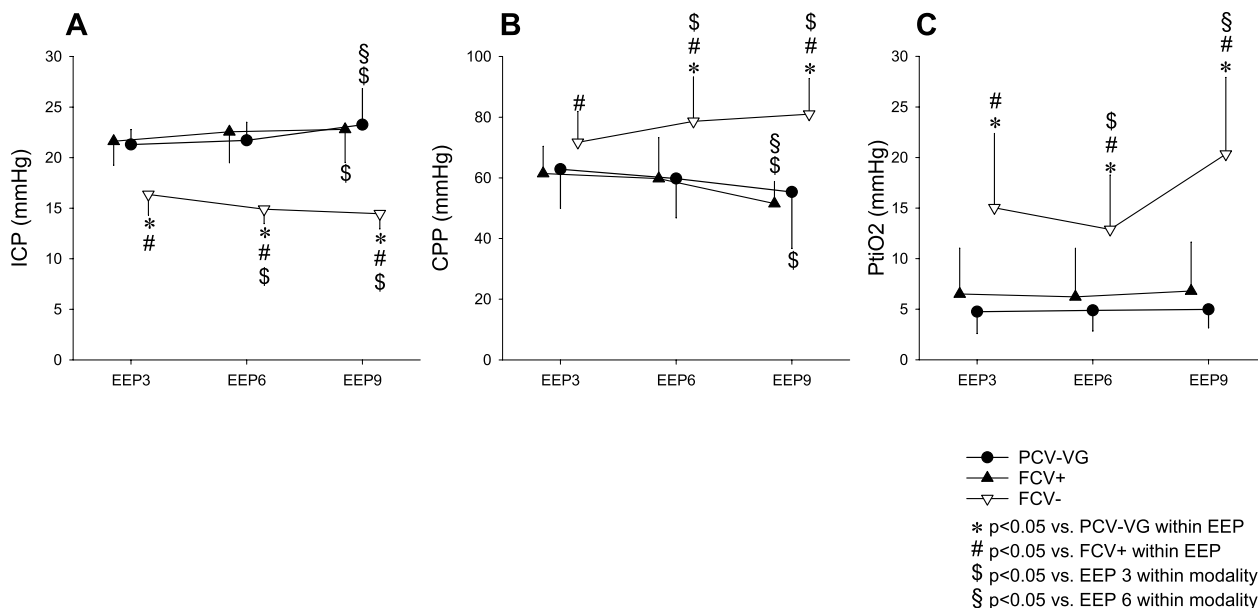 A
B
C
ICP (mmHg)
30
25
20
15
10
5
0
§
$
$
*
#
*
#
$
*
#
$
EEP3
EEP6
EEP9
CPP (mmHg)
100
80
60
40
20
0
#
$
#
*
$
#
*
§
$
$
EEP3
EEP6
EEP9
PtiO2 (mmHg)
30
25
20
15
10
5
0
#
*
$
#
*
§
#
*
EEP3
EEP6
EEP9
PCV-VG
FCV+
FCV-
* p<0.05 vs. PCV-VG within EEP
# p<0.05 vs. FCV+ within EEP
$ p<0.05 vs. EEP 3 within modality
§ p<0.05 vs. EEP 6 within modality